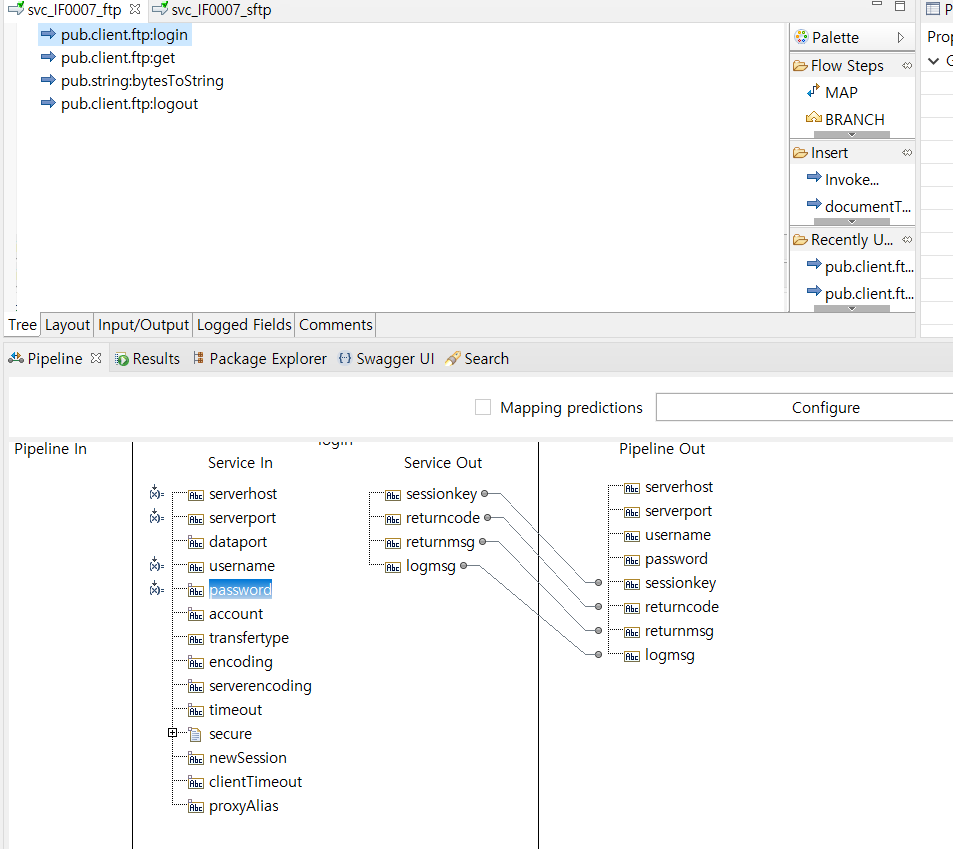 svc_IF0007_ftp
svc_IF0007_sftp
P
pub.client.ftp:login
pub.client.ftp:get
pub.string:bytesToString
pub.client.ftp:logout
Palette
Flow Steps
MAP
BRANCH
Insert
Invoke...
documentT...
Recently U...
pub.client.ft...
pub.client.ft...
Prop
G
Tree
Layout
Input/Output
Logged Fields
Comments
Pipeline
Results
Package Explorer
Swagger UI
Search
Mapping predictions
Configure
Pipeline In
login
Service In
Service Out
Pipeline Out
serverhost
serverport
dataport
username
password
account
transfertype
encoding
serverencoding
timeout
secure
newSession
clientTimeout
proxyAlias
sessionkey
returncode
returnmsg
logmsg
serverhost
serverport
username
password
sessionkey
returncode
returnmsg
logmsg